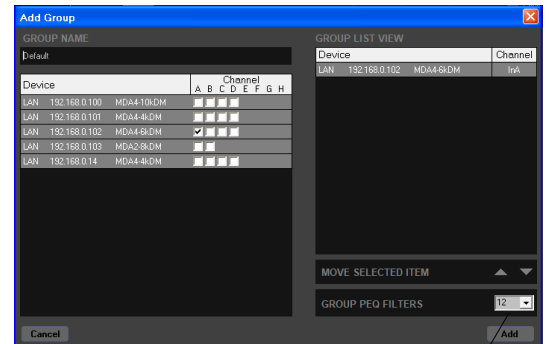 Add Group
GROUP NAME
Default
Device Channel
A B C D E F G H
LAN 192.168.0.100 MDA4-10kDM
LAN 192.168.0.101 MDA4-4kDM
LAN 192.168.0.102 MDA4-6kDM
LAN 192.168.0.103 MDA2-8kDM
LAN 192.168.0.14 MDA4-4kDM
Cancel
GROUP LIST VIEW
Device Channel
LAN 192.168.0.102 MDA4-6kDM InA
MOVE SELECTED ITEM
GROUP PEQ FILTERS 12
Add